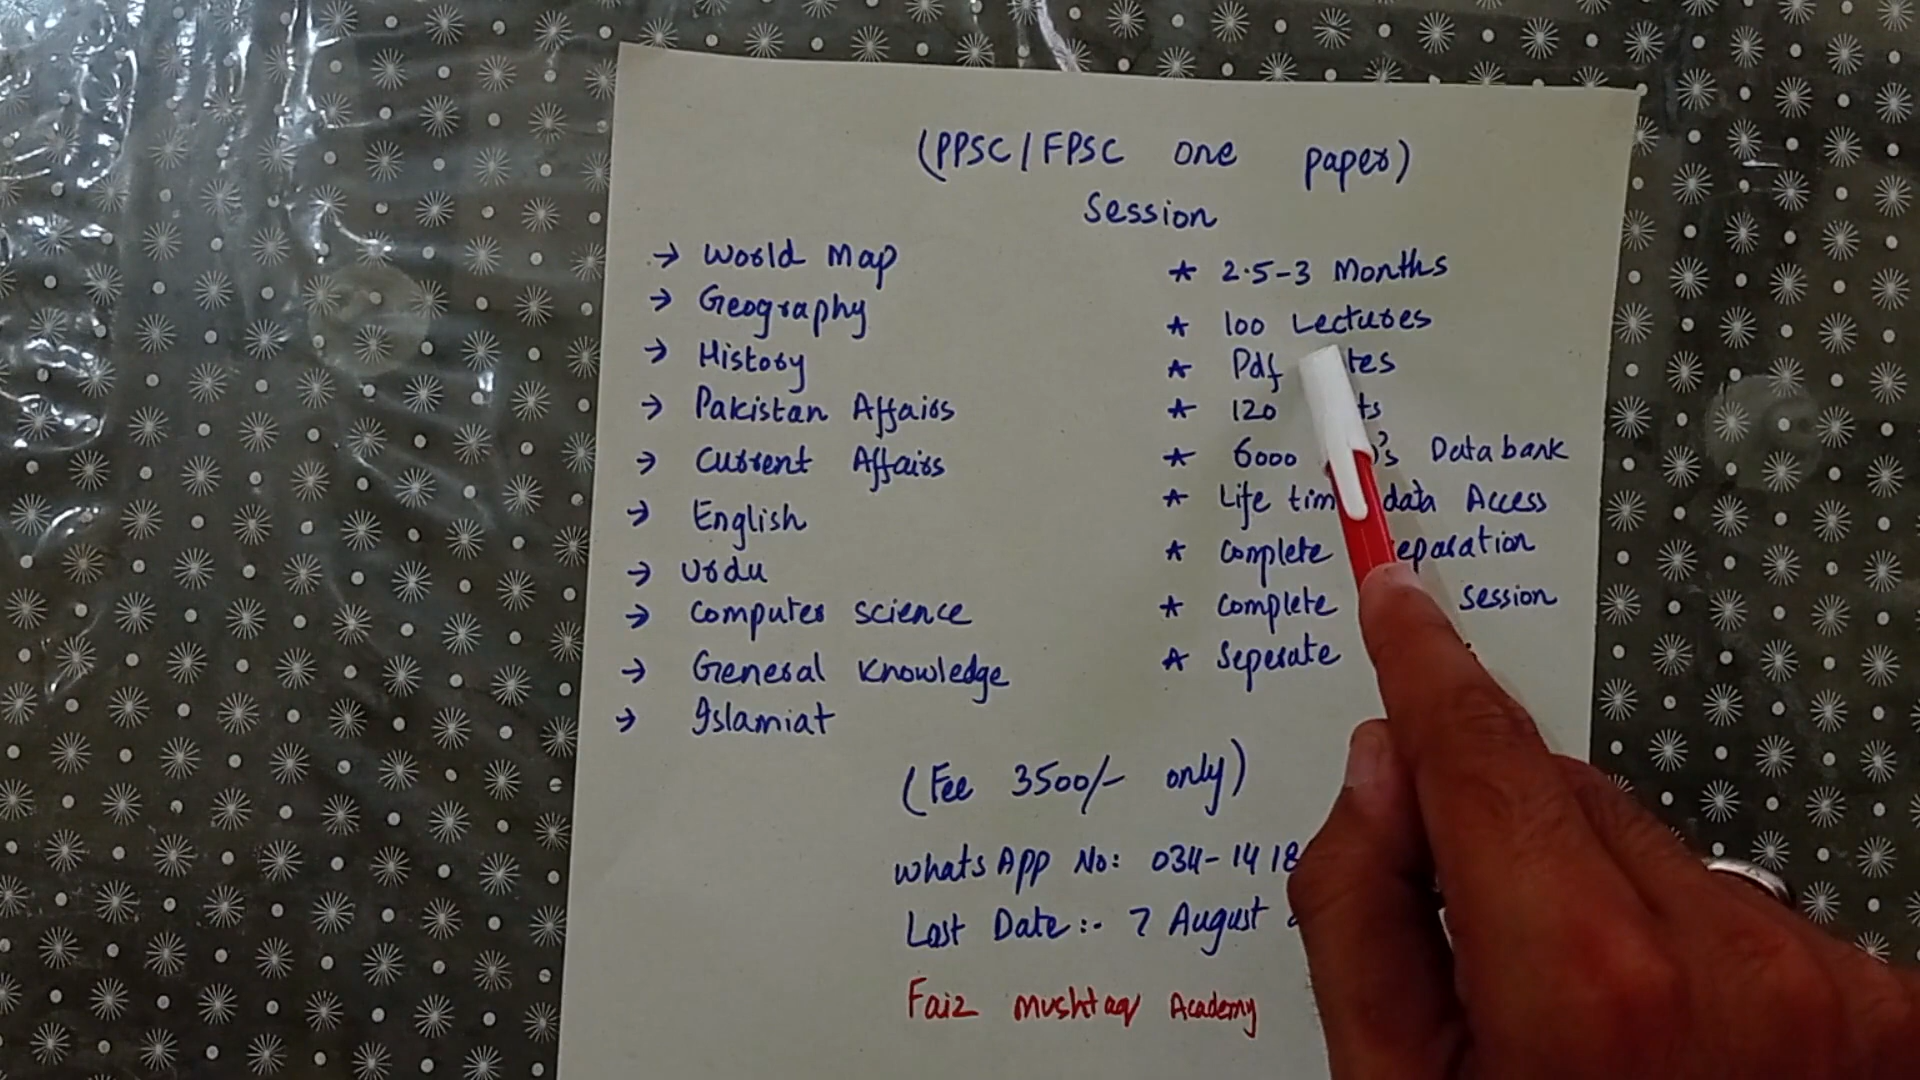 (PPSC/FPSC one paper)
Session
→ World Map
→ Geography
→ History
→ Pakistan Affairs
→ Current Affairs
→ English
→ Urdu
→ Computer science
→ General Knowledge
→ Islamiat
★ 2.5-3 Months
★ 100 Lectures
★ Pdf
★ 120
★ 6000 Data bank
★ Life data Access
★ Complete
★ Complete Session
★ Seperate
(Fee 3500/- only)
WhatsApp No: 034-1418
Last Date:- 7 August
Faiz Mushtaq Academy